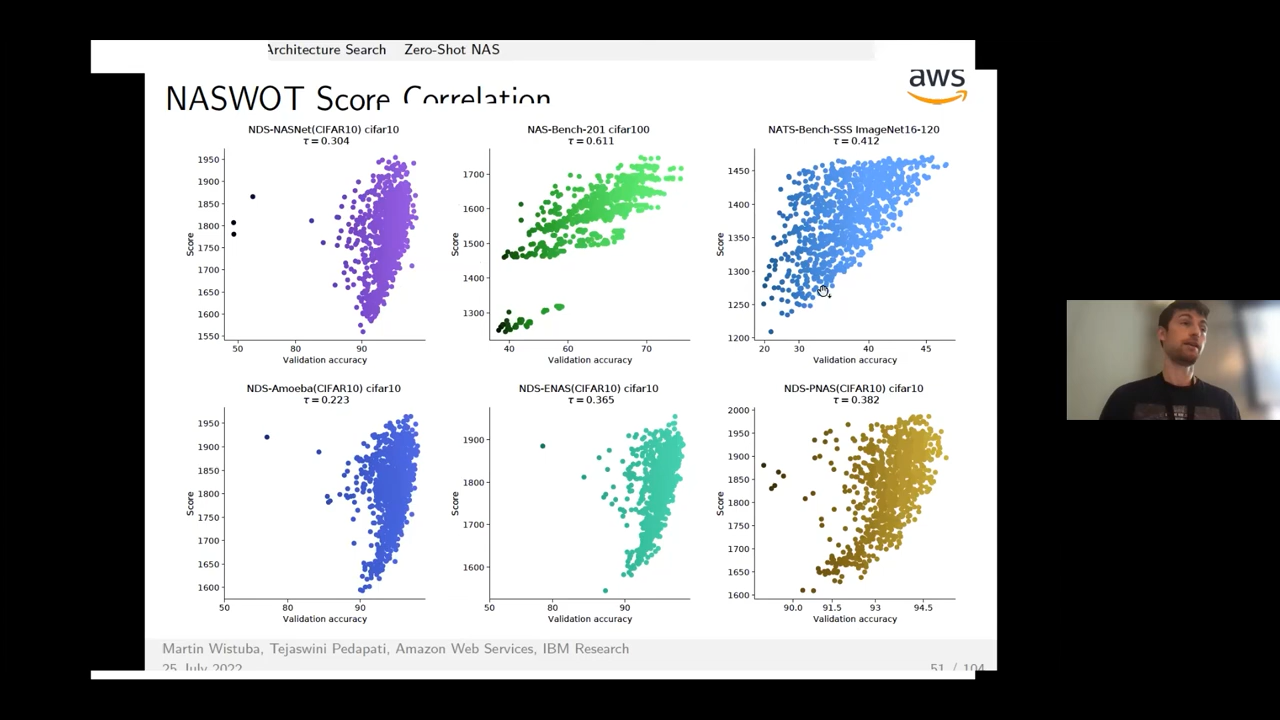 Architecture Search Zero-Shot NAS
aws
NASWOT Score Correlation
NDS-NASNet(CIFAR10) cifar10
τ = 0.304
1950
1900
1850
1800
1750
1700
1650
1600
1550
Score
50 80 90
Validation accuracy
NAS-Bench-201 cifar100
τ = 0.611
1700
1600
1500
1400
1300
Score
40 60 70
Validation accuracy
NATS-Bench-SSS ImageNet16-120
τ = 0.412
1450
1400
1350
1300
1250
1200
Score
20 30 40 45
Validation accuracy
NDS-Amoeba(CIFAR10) cifar10
τ = 0.223
1950
1900
1850
1800
1750
1700
1650
1600
Score
50 80 90
Validation accuracy
NDS-ENAS(CIFAR10) cifar10
τ = 0.365
1900
1800
1700
1600
Score
50 80 90
Validation accuracy
NDS-PNAS(CIFAR10) cifar10
τ = 0.382
2000
1950
1900
1850
1800
1750
1700
1650
1600
Score
90.0 91.5 93 94.5
Validation accuracy
Martin Wistuba, Tejaswini Pedapati, Amazon Web Services, IBM Research
25 July 2022 51 / 104